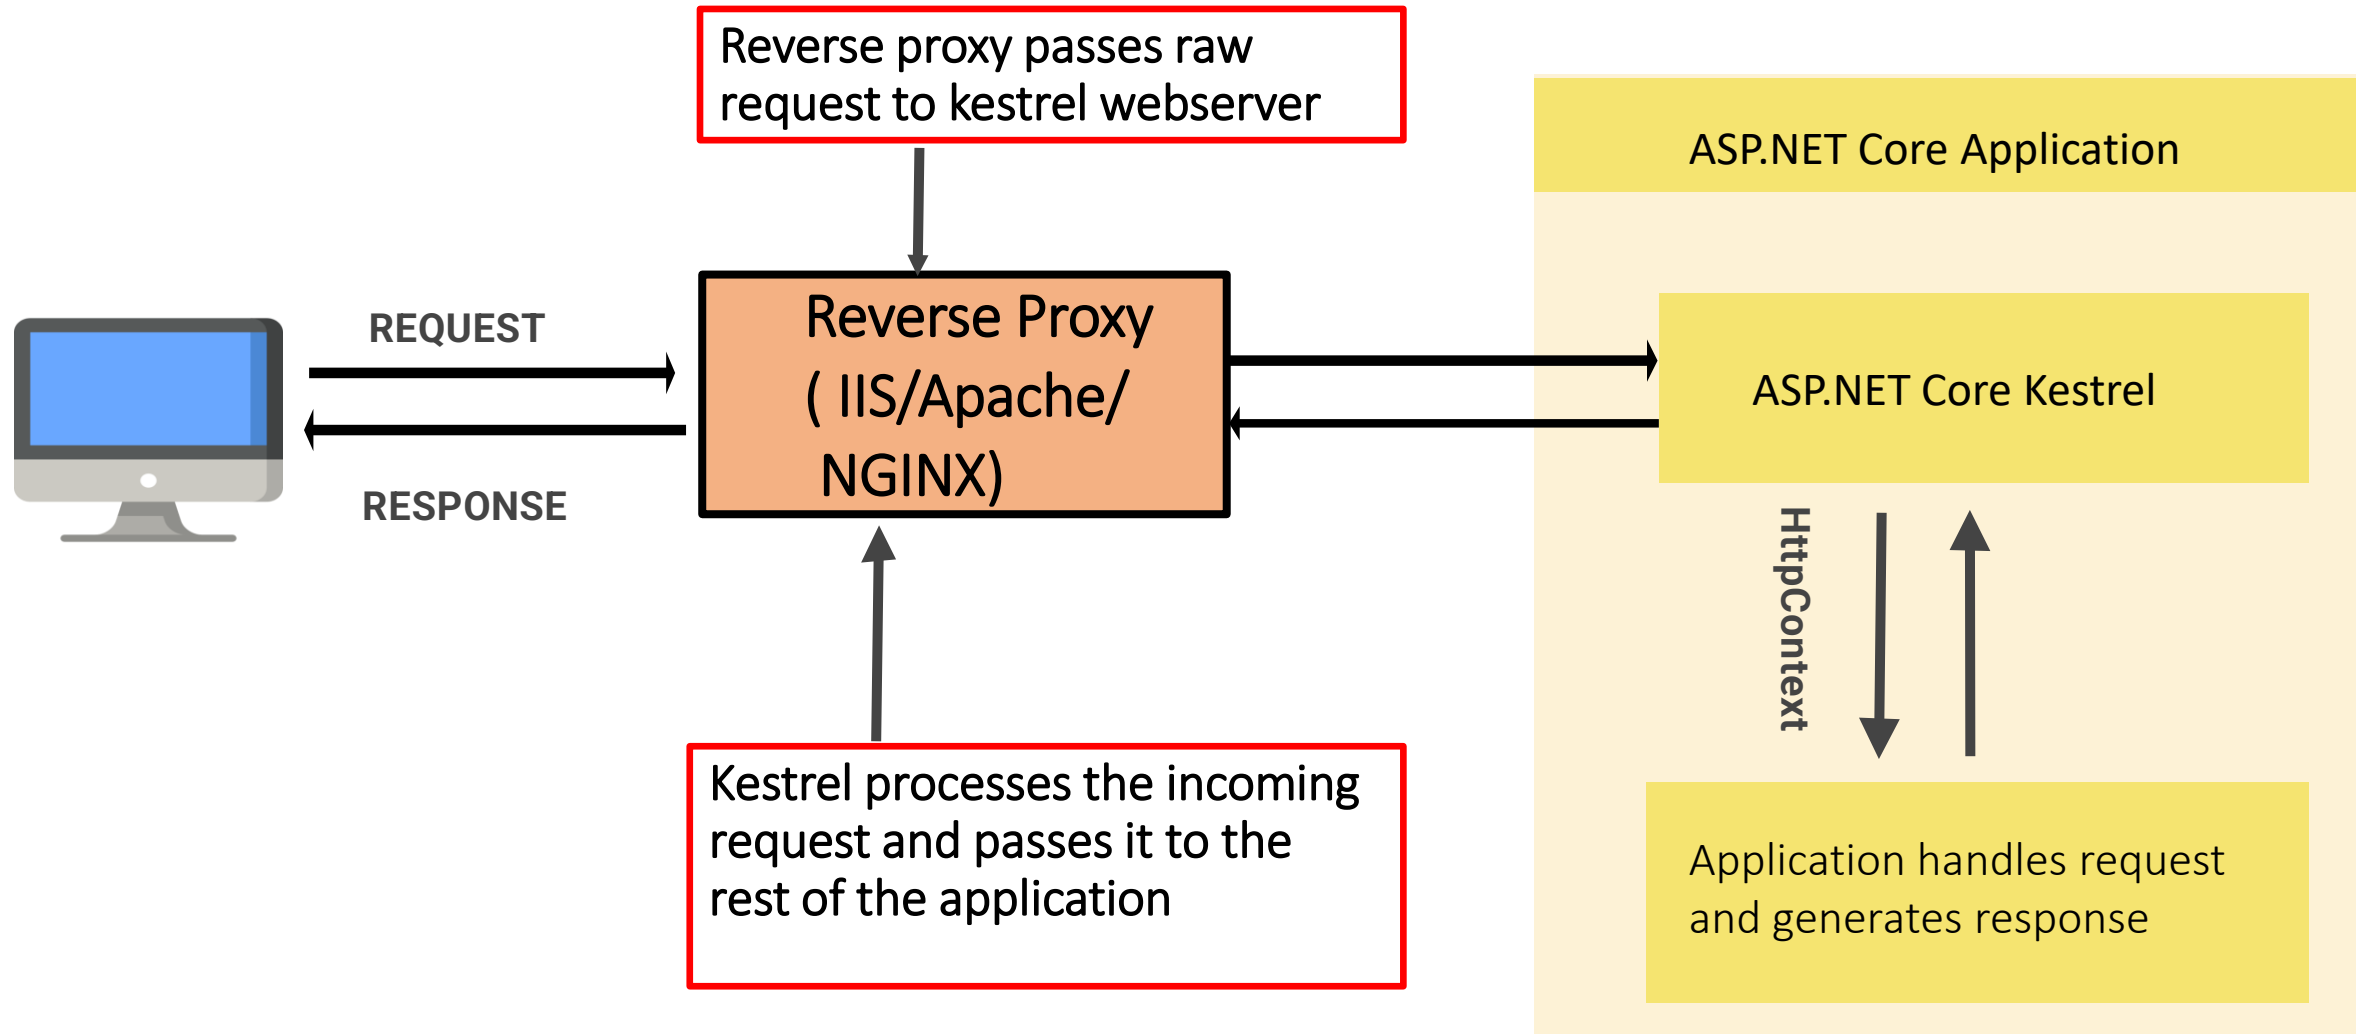 Reverse proxy passes raw
request to kestrel webserver
ASP.NET Core Application
REQUEST
RESPONSE
Reverse Proxy
( IIS/Apache/
NGINX)
ASP.NET Core Kestrel
HttpContext
Kestrel processes the incoming
request and passes it to the
rest of the application
Application handles request
and generates response